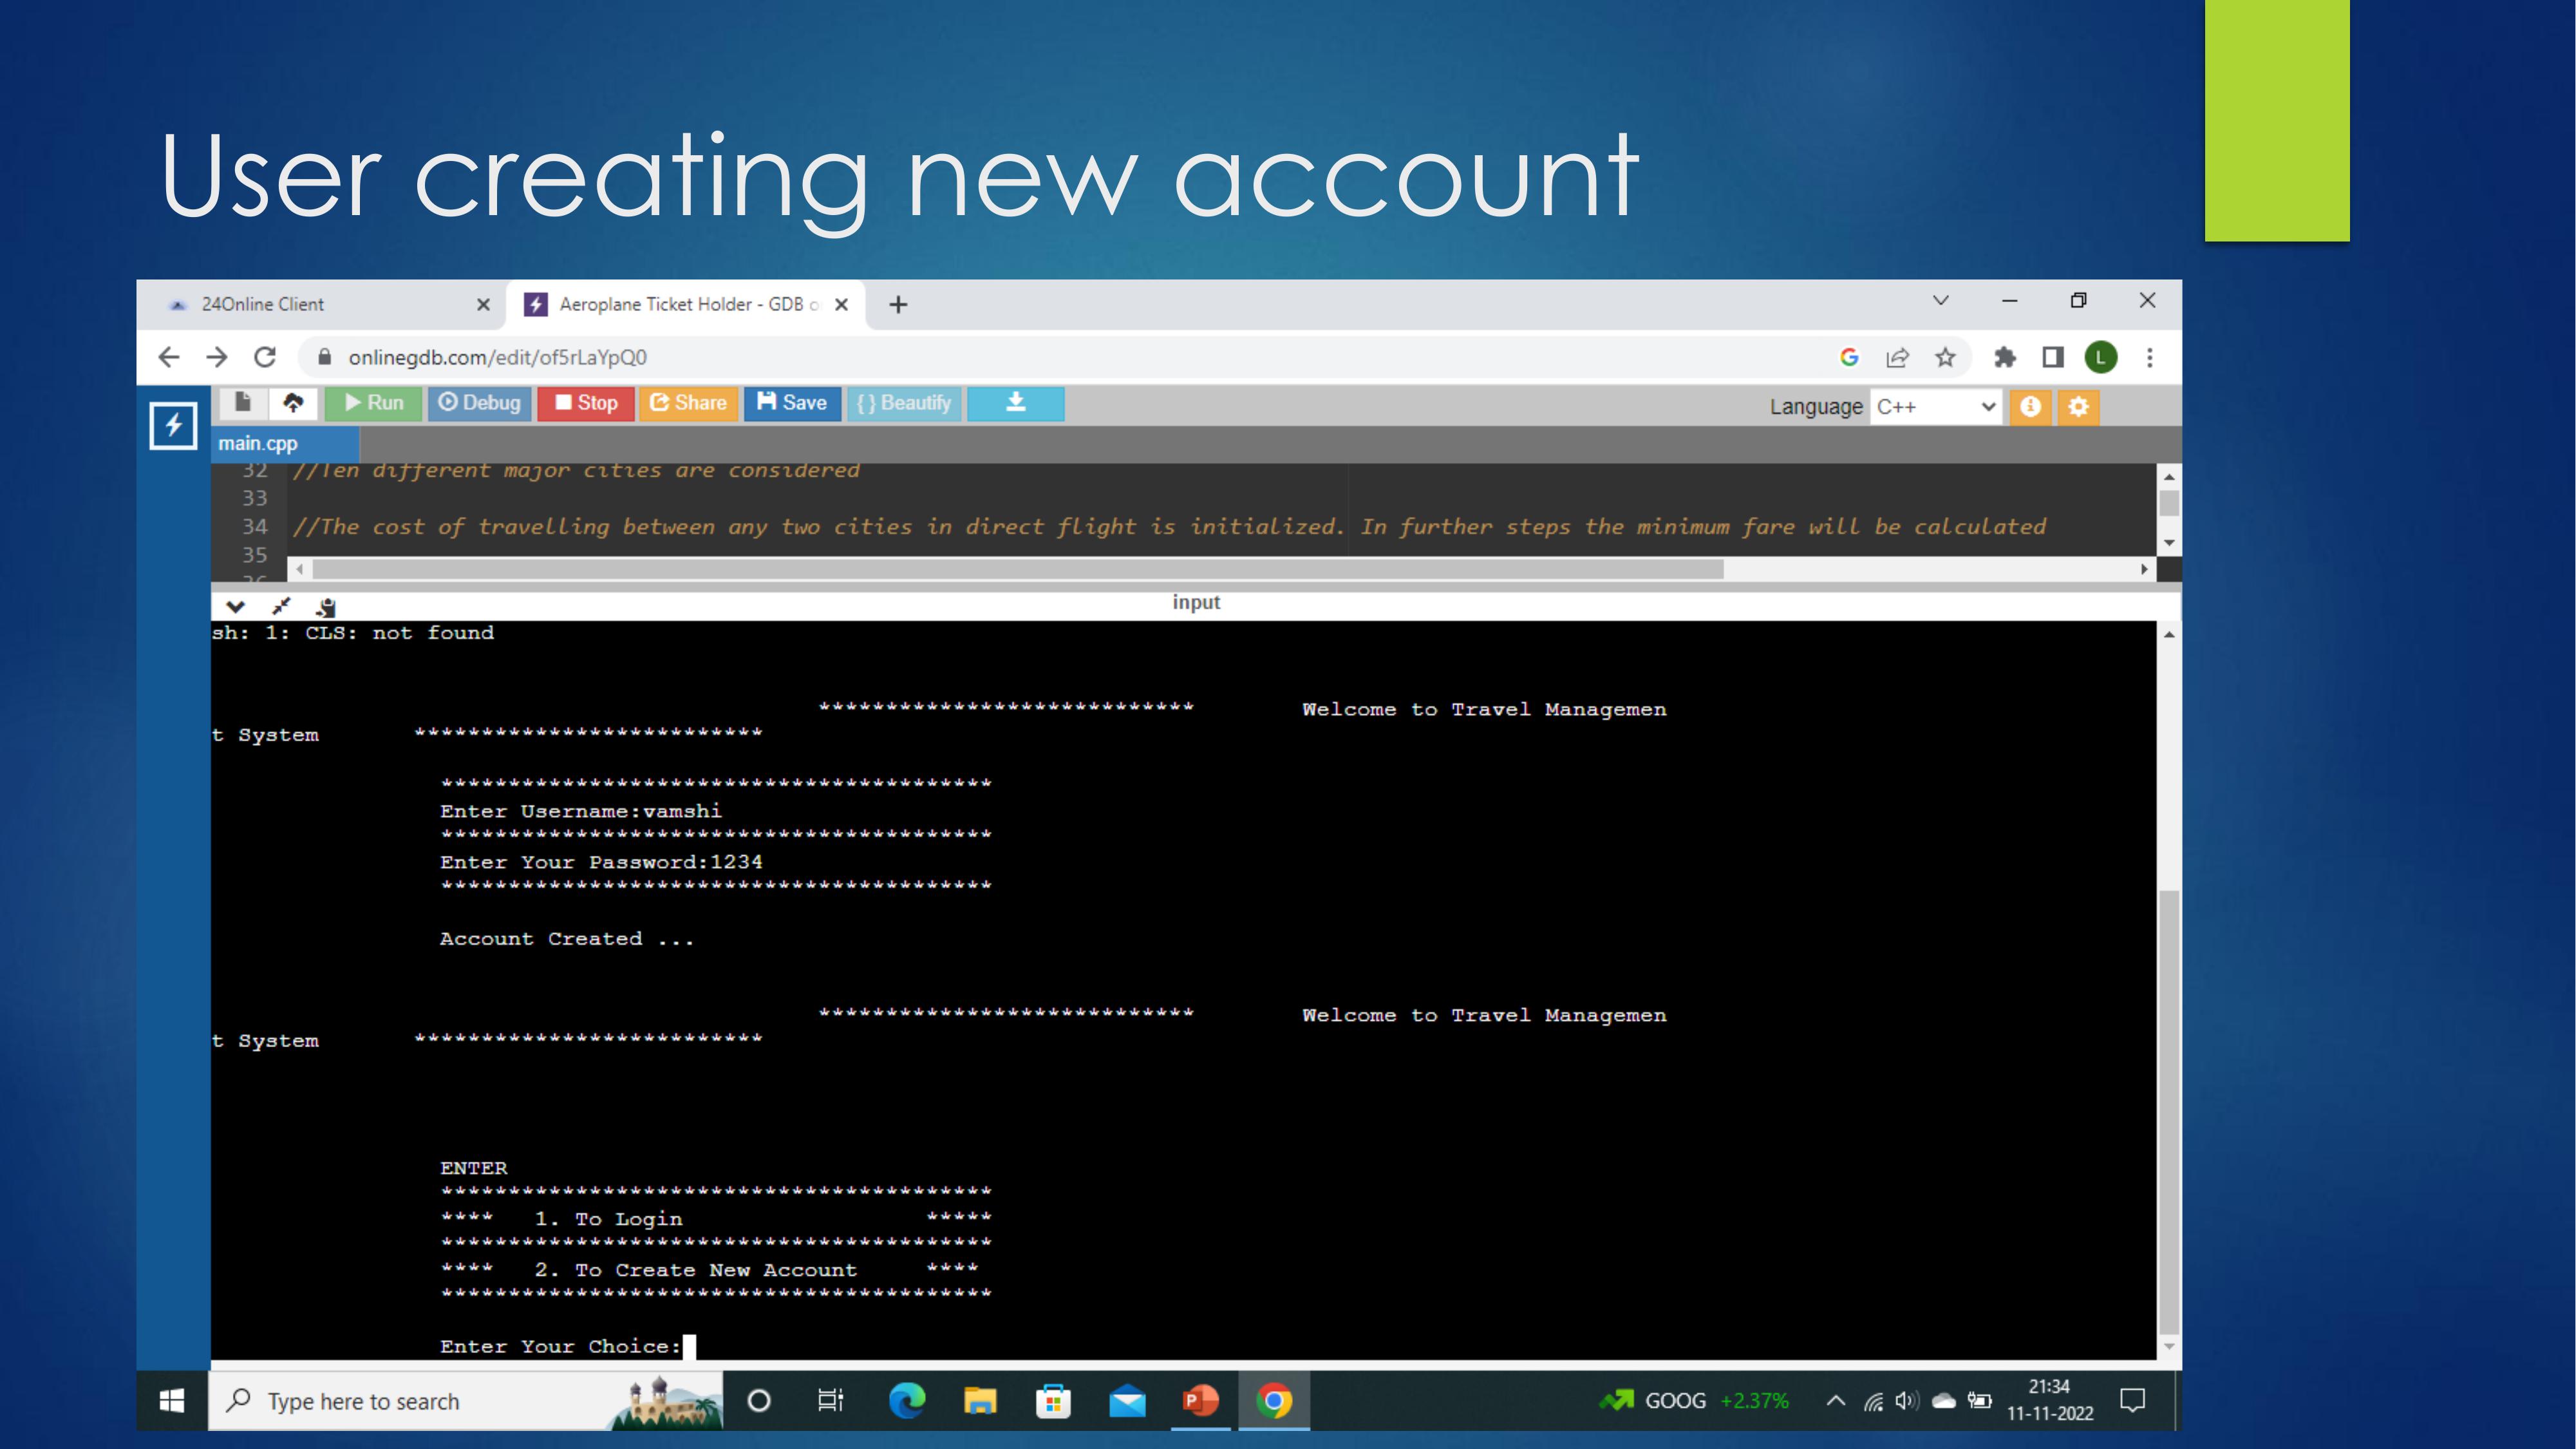 User creating new account
24Online Client
Aeroplane Ticket Holder - GDB o
onlinegdb.com/edit/of5rLaYpQ0
L
Run Debug Stop Share Save {} Beautify
Language C++
main.cpp
32 //Ten different major cities are considered
33
34 //The cost of travelling between any two cities in direct flight is initialized. In further steps the minimum fare will be calculated
35
36
input
sh: 1: CLS: not found
**************************** Welcome to Travel Managemen
t System **************************
*****************************************
Enter Username:vamshi
*****************************************
Enter Your Password:1234
*****************************************
Account Created ...
**************************** Welcome to Travel Managemen
t System **************************
ENTER
*****************************************
**** 1. To Login *****
*****************************************
**** 2. To Create New Account ****
*****************************************
Enter Your Choice:
Type here to search
GOOG +2.37%
21:34
11-11-2022